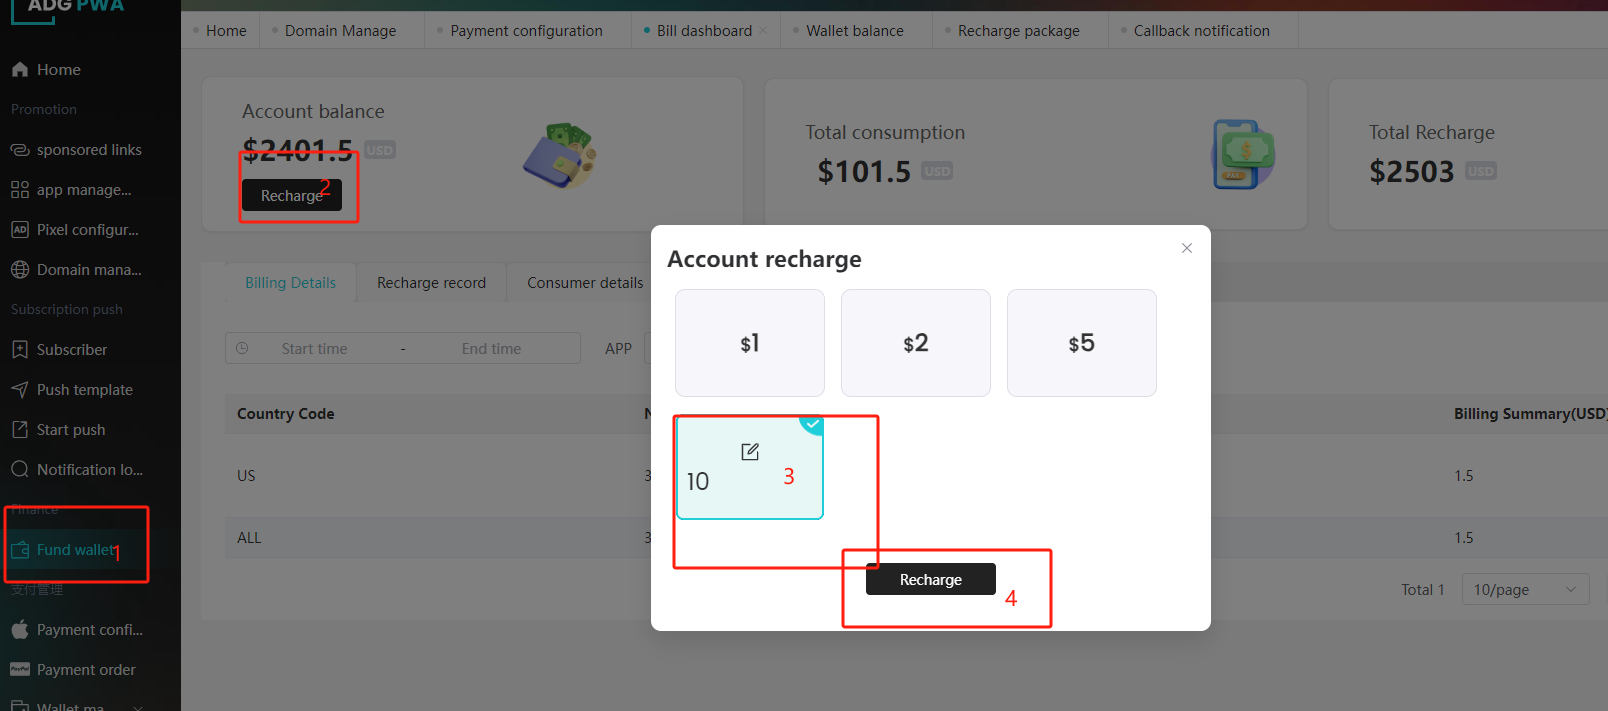 ADG PWA
Home
Promotion
sponsored links
app manage...
Pixel configur...
Domain mana...
Subscription push
Subscriber
Push template
Start push
Notification lo...
Finance
Fund wallet
1
支付管理
Payment confi...
Payment order
Wallet ma...
Home
Domain Manage
Payment configuration
Bill dashboard
Wallet balance
Recharge package
Callback notification
Account balance
$2401.5 USD
Recharge
2
Total consumption
$101.5 USD
Total Recharge
$2503 USD
Billing Details
Recharge record
Consumer details
Start time - End time
APP
Country Code
Billing Summary(USD)
US
1.5
ALL
1.5
Total 1
10/page
Account recharge
$1
$2
$5
10
3
Recharge
4